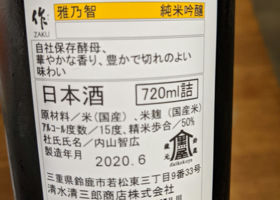 作
ZAKU
雅乃智
純米吟醸
自社保存酵母、
華やかな香り、豊かで切れのよい
味わい
日本酒
720ml詰
原材料／米（国産）、米麹（国産米）
アルコール度数／15度、精米歩合／50%
杜氏氏名／内山智広
製造年月 2020.6
三重県鈴鹿市若松東三丁目9番33号
清水清三郎商店株式会社